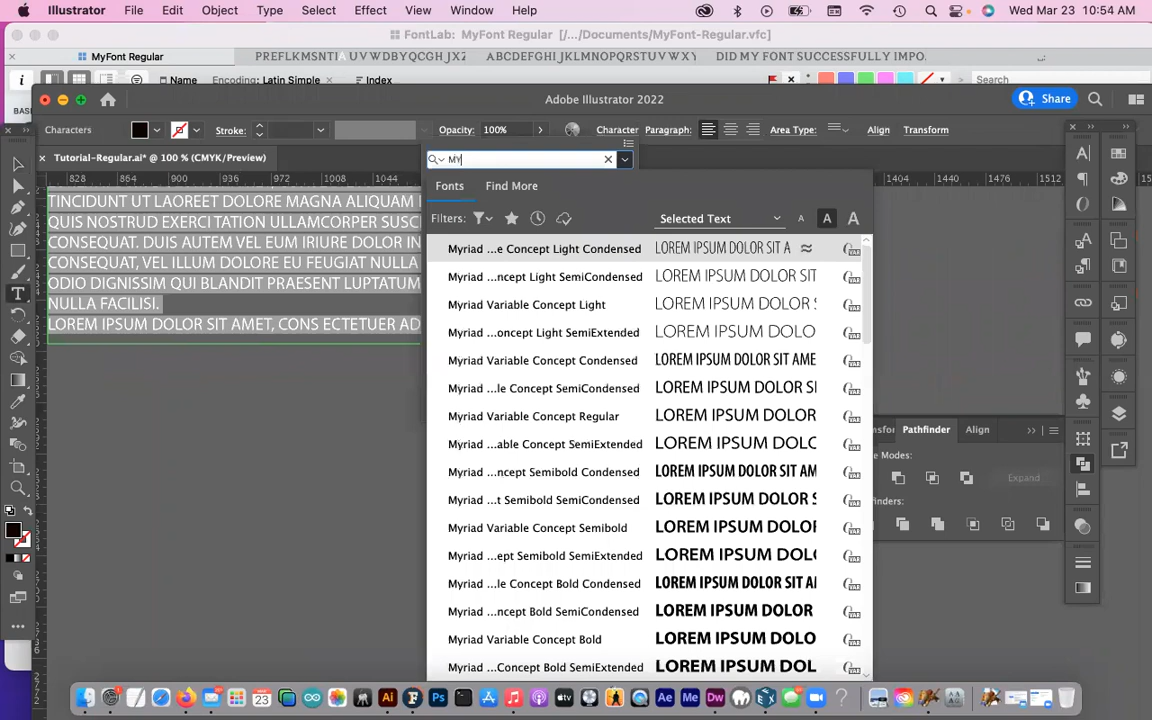 Illustrator File Edit Object Type Select Effect View Window Help Wed Mar 23 10:54 AM
FontLab: MyFont Regular [/.../Documents/MyFont-Regular.vfc]
MyFont Regular PREFGLKMSNTI A UVWDBYQCGH JXZ ABCDEFGHJKLMNOPQRSTUVWXY DID MY FONT SUCCESSFULLY IMPO.
Name Encoding: Latin Simple Index Search
BASI
Adobe Illustrator 2022 Share
Characters Stroke: Opacity: 100% Character Paragraph: Area Type: Align Transform
Tutorial-Regular.ai* @ 100 % (CMYK/Preview) MY
828 864 900 936 972 1008 1044 1404 1440 1476 1512
Fonts Find More
TINCIDUNT UT LAOREET DOLORE MAGNA ALIQUAM
QUIS NOSTRUD EXERCI TATION ULLAMCORPER SUSC
CONSEQUAT. DUIS AUTEM VEL EUM IRIURE DOLOR IN
CONSEQUAT, VEL ILLUM DOLORE EU FEUGIAT NULLA
ODIO DIGNISSIM QUI BLANDIT PRAESENT LUPTATUM
NULLA FACILISI.
LOREM IPSUM DOLOR SIT AMET, CONS ECTETUER AD
Filters: Selected Text A A A
Myriad ...e Concept Light Condensed LOREM IPSUM DOLOR SIT A
Myriad ...ncept Light SemiCondensed LOREM IPSUM DOLOR SIT
Myriad Variable Concept Light LOREM IPSUM DOLOR S
Myriad ...oncept Light SemiExtended LOREM IPSUM DOLO
Myriad Variable Concept Condensed LOREM IPSUM DOLOR SIT AME
Myriad ...le Concept SemiCondensed LOREM IPSUM DOLOR SI
Myriad Variable Concept Regular LOREM IPSUM DOLOR
Myriad ...able Concept SemiExtended LOREM IPSUM DOLC
Myriad ...ncept Semibold Condensed LOREM IPSUM DOLOR SIT AM
Myriad ...t Semibold SemiCondensed LOREM IPSUM DOLOR S
Myriad Variable Concept Semibold LOREM IPSUM DOLOF
Myriad ...ept Semibold SemiExtended LOREM IPSUM DOL
Myriad ...le Concept Bold Condensed LOREM IPSUM DOLOR SIT AI
Myriad ...ncept Bold SemiCondensed LOREM IPSUM DOLOR
Myriad Variable Concept Bold LOREM IPSUM DOLO
Myriad ...Concept Bold SemiExtended LOREM IPSUM DOL
nsfor Pathfinder Align
e Modes:
Expand
finders: